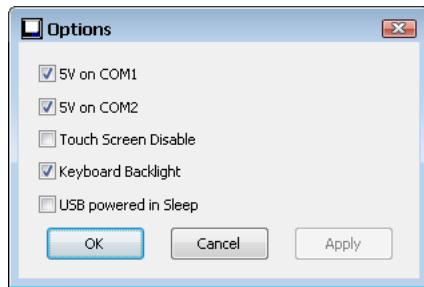 Options
5V on COM1
5V on COM2
Touch Screen Disable
Keyboard Backlight
USB powered in Sleep
OK Cancel Apply